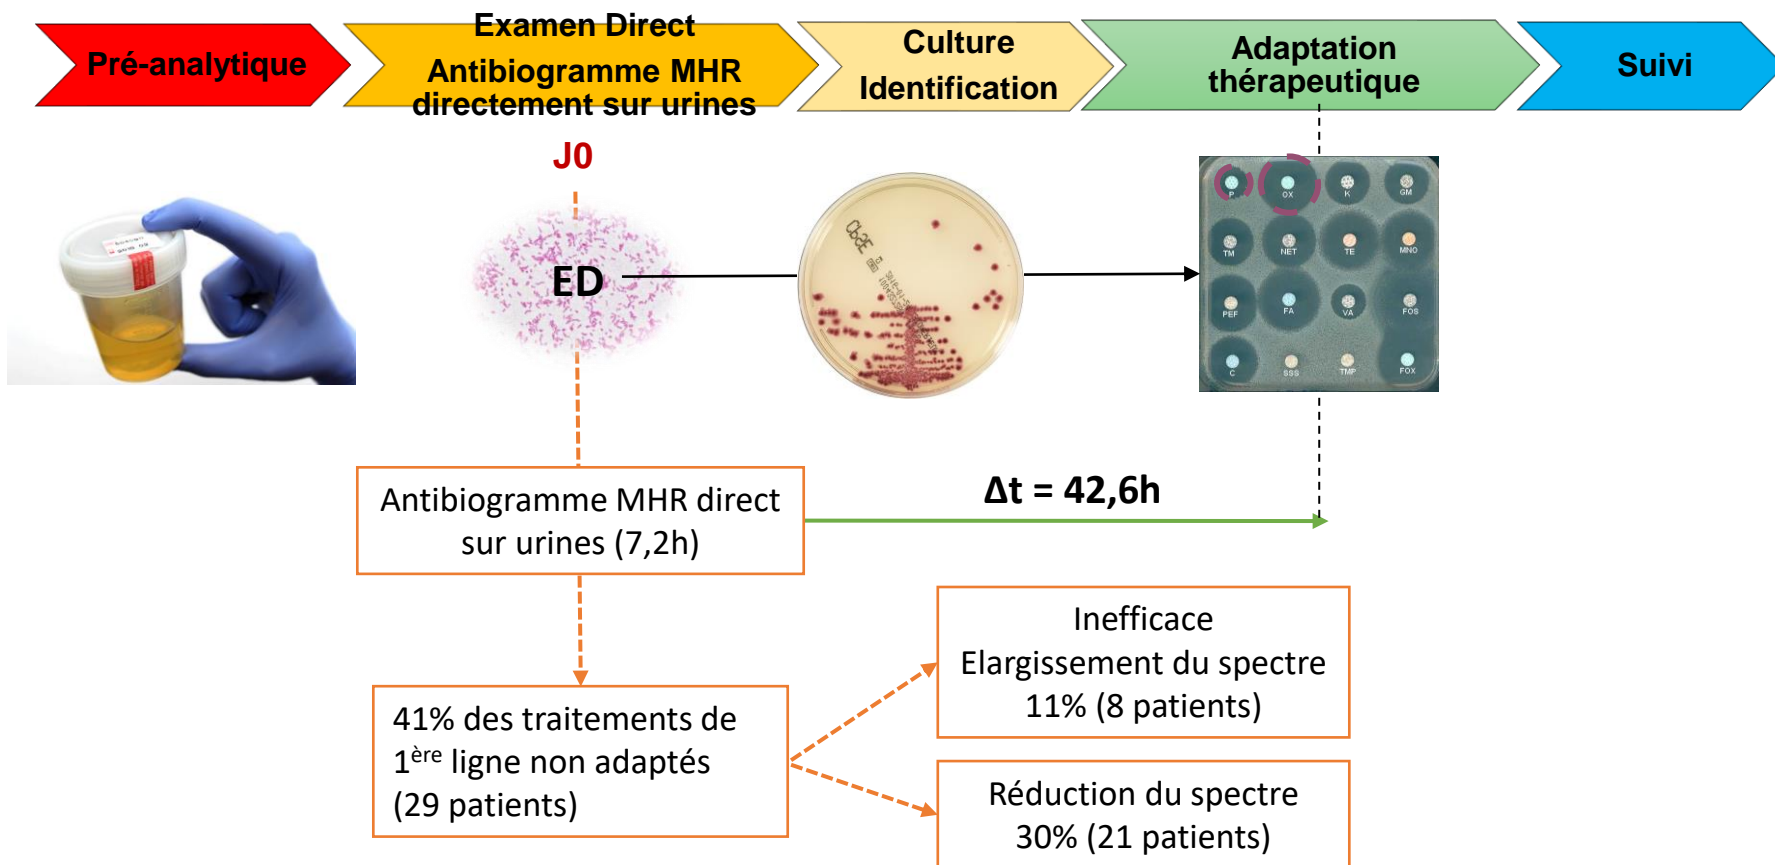 Pré-analytique
Examen Direct
Antibiogramme MHR
directement sur urines
Culture
Identification
Adaptation
thérapeutique
Suivi
J0
ED
P
OX
K
GM
TM
NET
TE
MNO
PEF
FA
VA
FOS
C
SSS
TMP
FOX
Antibiogramme MHR direct
sur urines (7,2h)
Δt = 42,6h
41% des traitements de
1ère ligne non adaptés
(29 patients)
Inefficace
Elargissement du spectre
11% (8 patients)
Réduction du spectre
30% (21 patients)